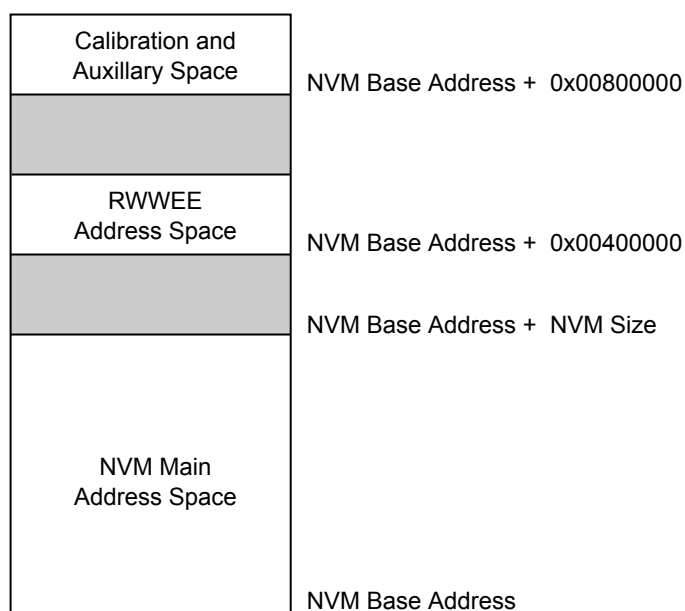 Calibration and
Auxillary Space
NVM Base Address + 0x00800000
RWWEE
Address Space
NVM Base Address + 0x00400000
NVM Base Address + NVM Size
NVM Main
Address Space
NVM Base Address